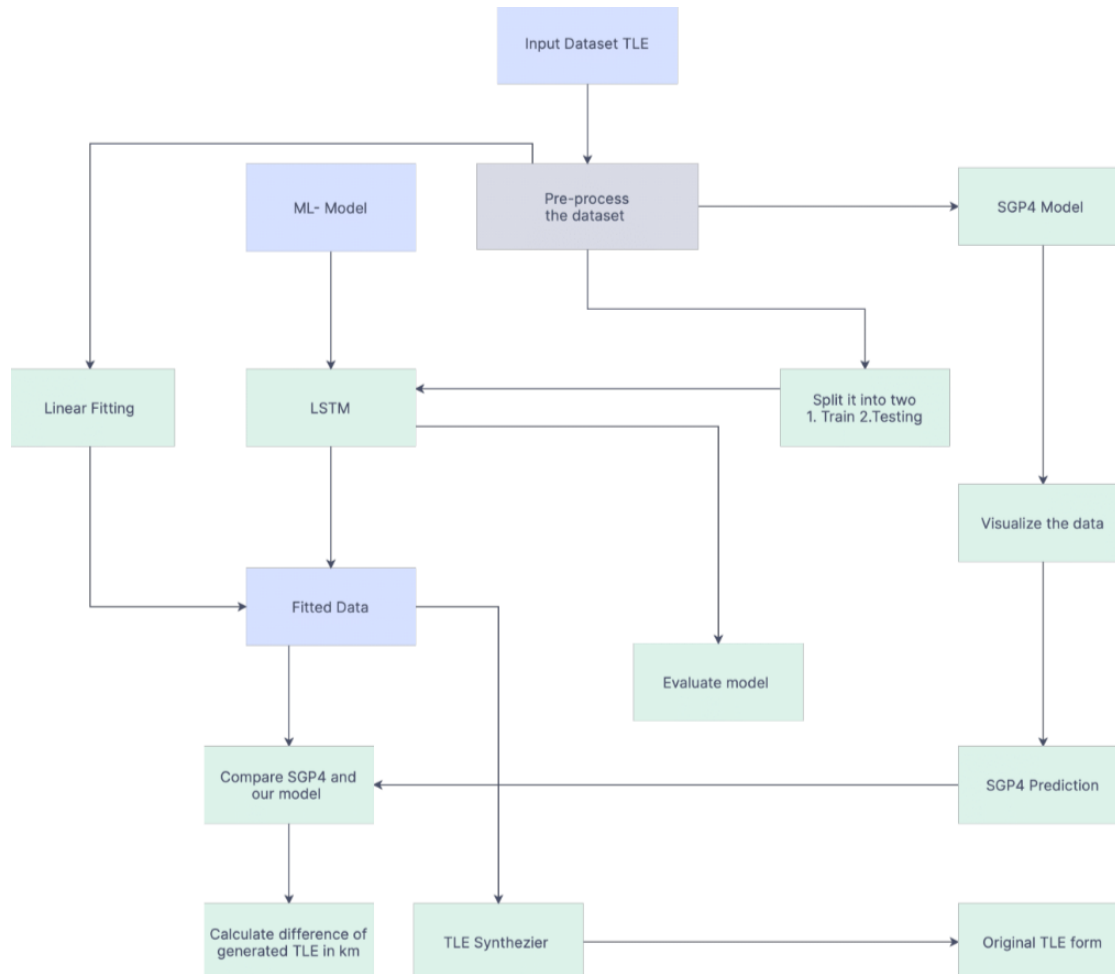 Input Dataset TLE
ML- Model
Pre-process
the dataset
SGP4 Model
Linear Fitting
LSTM
Split it into two
1. Train 2.Testing
Visualize the data
Fitted Data
Evaluate model
Compare SGP4 and
our model
SGP4 Prediction
Calculate difference of
generated TLE in km
TLE Synthezier
Original TLE form